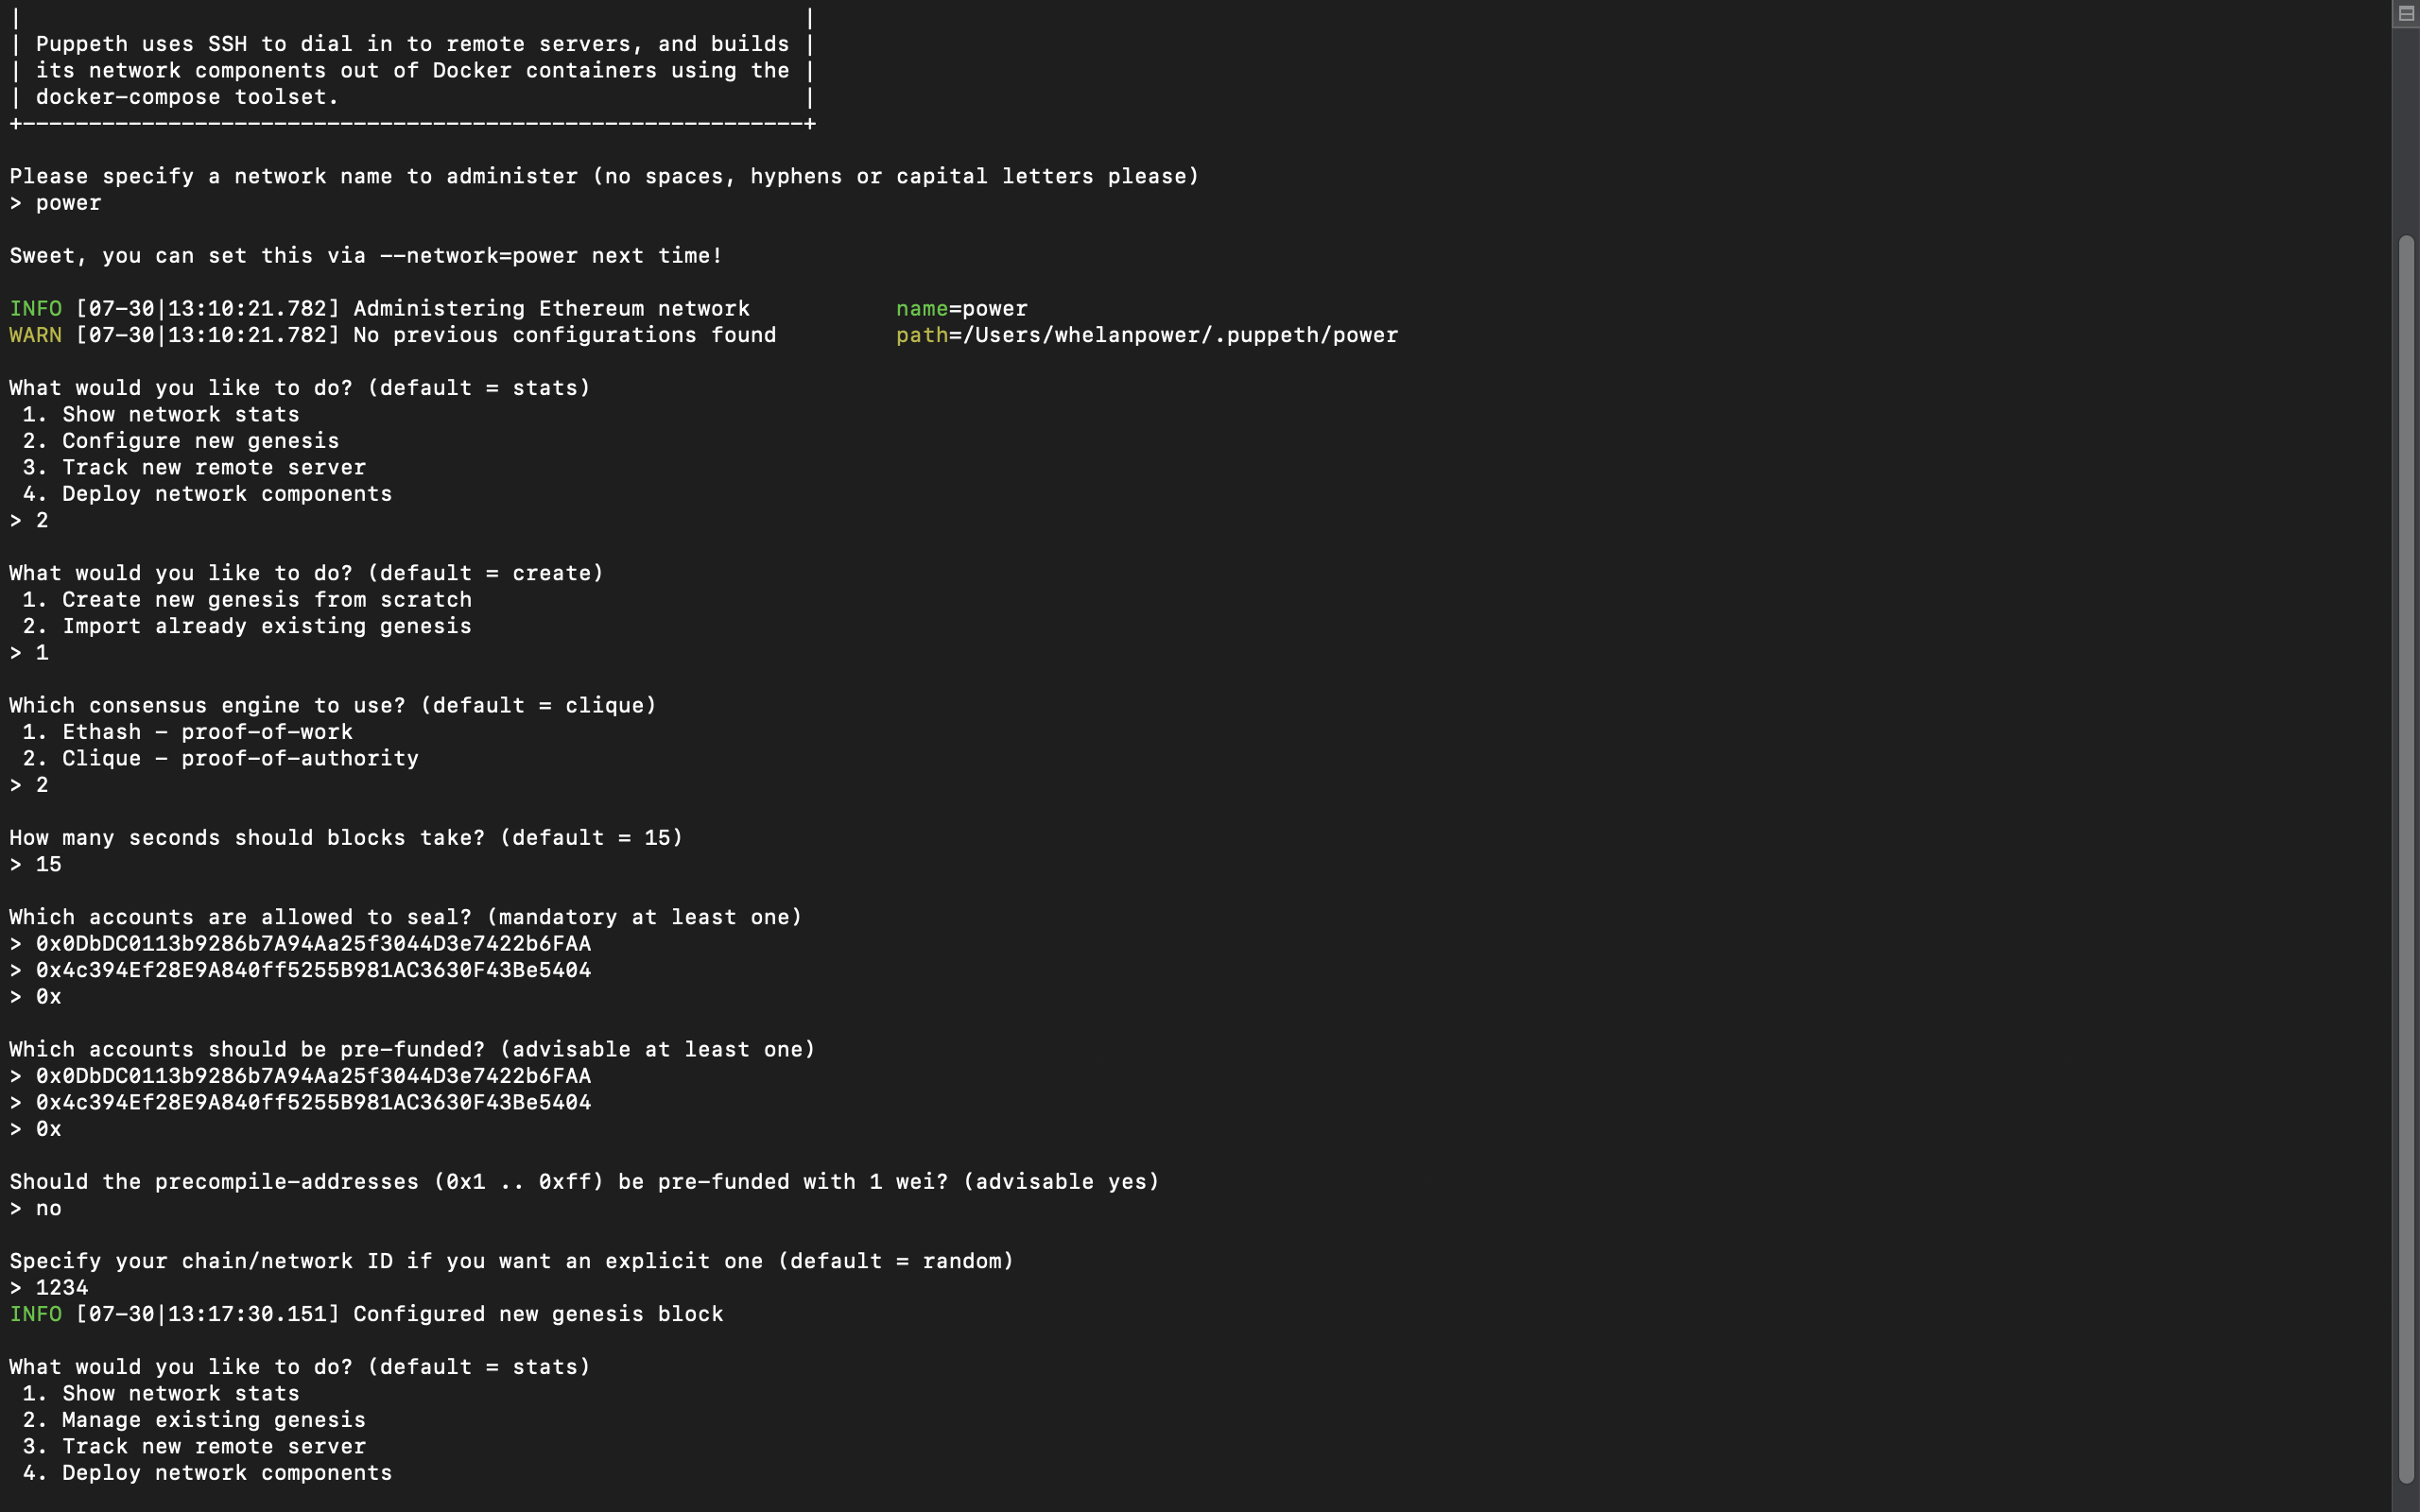 |                                                           |
| Puppeth uses SSH to dial in to remote servers, and builds |
| its network components out of Docker containers using the |
| docker-compose toolset.                                   |
+-----------------------------------------------------------+

Please specify a network name to administer (no spaces, hyphens or capital letters please)
> power

Sweet, you can set this via --network=power next time!

INFO [07-30|13:10:21.782] Administering Ethereum network           name=power
WARN [07-30|13:10:21.782] No previous configurations found         path=/Users/whelanpower/.puppeth/power

What would you like to do? (default = stats)
 1. Show network stats
 2. Configure new genesis
 3. Track new remote server
 4. Deploy network components
> 2

What would you like to do? (default = create)
 1. Create new genesis from scratch
 2. Import already existing genesis
> 1

Which consensus engine to use? (default = clique)
 1. Ethash - proof-of-work
 2. Clique - proof-of-authority
> 2

How many seconds should blocks take? (default = 15)
> 15

Which accounts are allowed to seal? (mandatory at least one)
> 0x0DbDC0113b9286b7A94Aa25f3044D3e7422b6FAA
> 0x4c394Ef28E9A840ff5255B981AC3630F43Be5404
> 0x

Which accounts should be pre-funded? (advisable at least one)
> 0x0DbDC0113b9286b7A94Aa25f3044D3e7422b6FAA
> 0x4c394Ef28E9A840ff5255B981AC3630F43Be5404
> 0x

Should the precompile-addresses (0x1 .. 0xff) be pre-funded with 1 wei? (advisable yes)
> no

Specify your chain/network ID if you want an explicit one (default = random)
> 1234
INFO [07-30|13:17:30.151] Configured new genesis block

What would you like to do? (default = stats)
 1. Show network stats
 2. Manage existing genesis
 3. Track new remote server
 4. Deploy network components